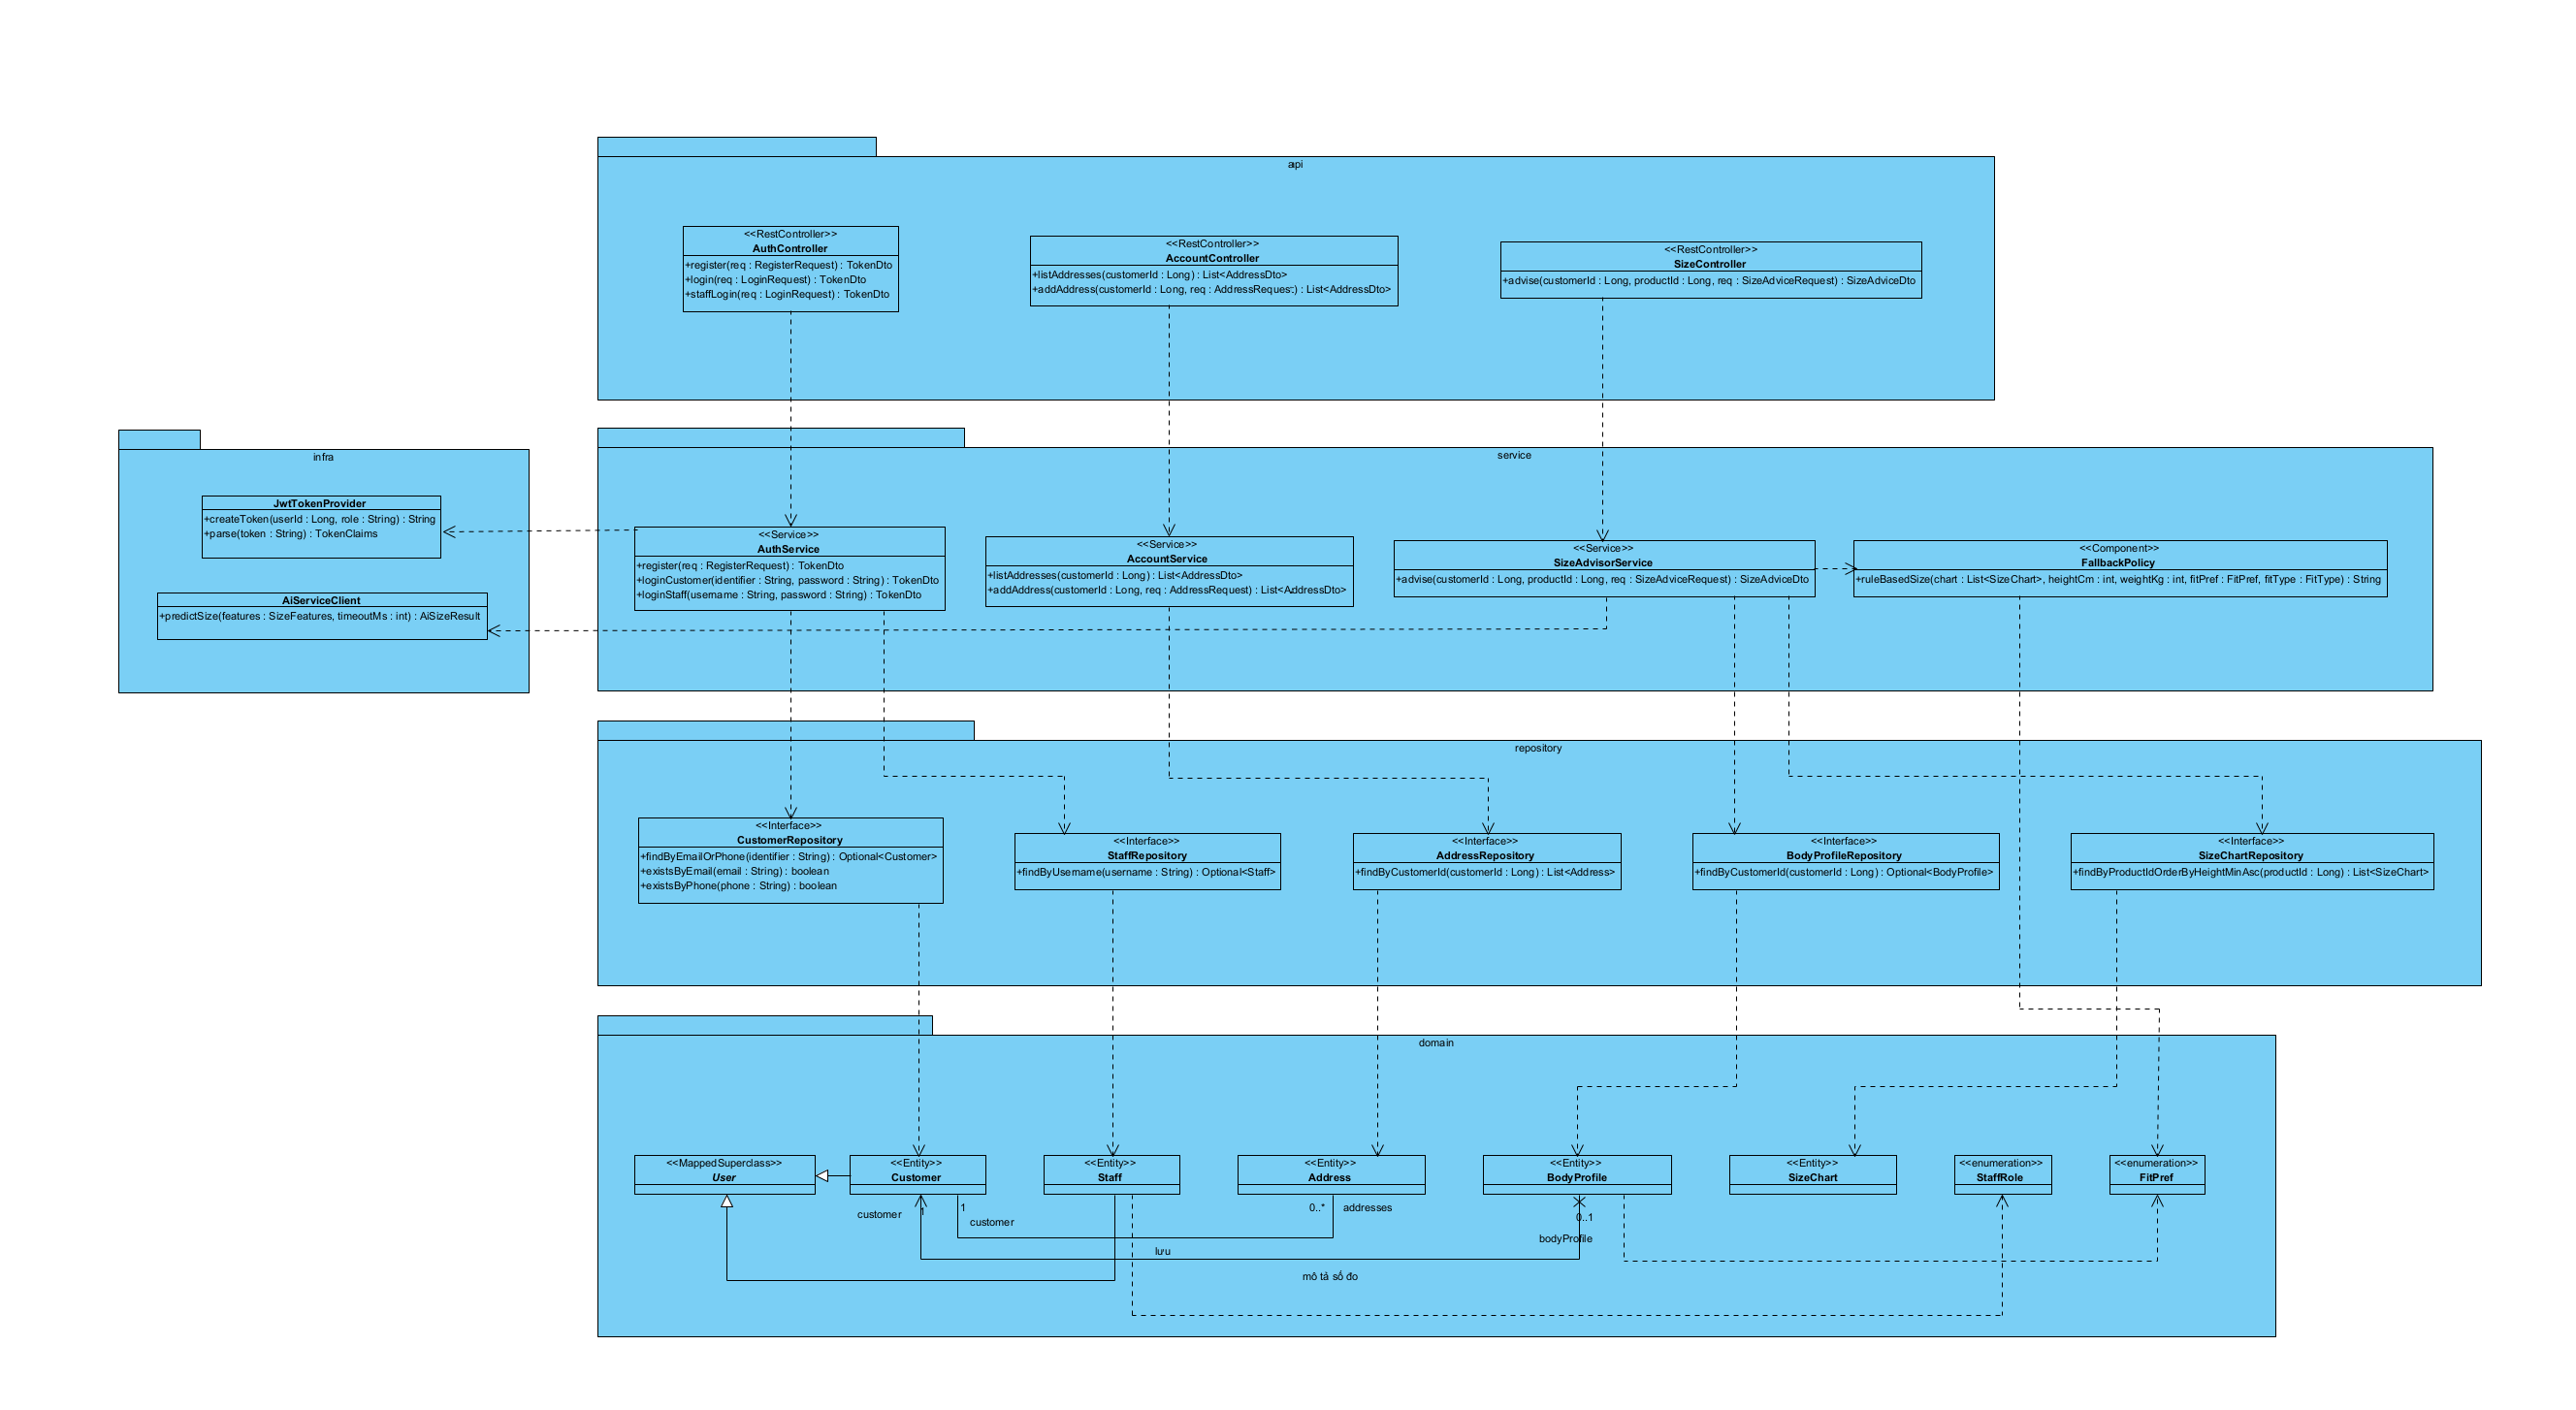 api
<<RestController>>
AuthController
+register(req : RegisterRequest) : TokenDto
+login(req : LoginRequest) : TokenDto
+staffLogin(req : LoginRequest) : TokenDto
<<RestController>>
AccountController
+listAddresses(customerId : Long) : List<AddressDto>
+addAddress(customerId : Long, req : AddressRequest) : List<AddressDto>
<<RestController>>
SizeController
+advise(customerId : Long, productId : Long, req : SizeAdviceRequest) : SizeAdviceDto
infra
JwtTokenProvider
+createToken(userId : Long, role : String) : String
+parse(token : String) : TokenClaims
AiServiceClient
+predictSize(features : SizeFeatures, timeoutMs : int) : AiSizeResult
service
<<Service>>
AuthService
+register(req : RegisterRequest) : TokenDto
+loginCustomer(identifier : String, password : String) : TokenDto
+loginStaff(username : String, password : String) : TokenDto
<<Service>>
AccountService
+listAddresses(customerId : Long) : List<AddressDto>
+addAddress(customerId : Long, req : AddressRequest) : List<AddressDto>
<<Service>>
SizeAdvisorService
+advise(customerId : Long, productId : Long, req : SizeAdviceRequest) : SizeAdviceDto
<<Component>>
FallbackPolicy
+ruleBasedSize(chart : List<SizeChart>, heightCm : int, weightKg : int, fitPref : FitPref, fitType : FitType) : String
repository
<<Interface>>
CustomerRepository
+findByEmailOrPhone(identifier : String) : Optional<Customer>
+existsByEmail(email : String) : boolean
+existsByPhone(phone : String) : boolean
<<Interface>>
StaffRepository
+findByUsername(username : String) : Optional<Staff>
<<Interface>>
AddressRepository
+findByCustomerId(customerId : Long) : List<Address>
<<Interface>>
BodyProfileRepository
+findByCustomerId(customerId : Long) : Optional<BodyProfile>
<<Interface>>
SizeChartRepository
+findByProductIdOrderByHeightMinAsc(productId : Long) : List<SizeChart>
domain
<<MappedSuperclass>>
User
<<Entity>>
Customer
<<Entity>>
Staff
<<Entity>>
Address
<<Entity>>
BodyProfile
<<Entity>>
SizeChart
<<enumeration>>
StaffRole
<<enumeration>>
FitPref
customer
1
1
customer
0..*
addresses
0..1
bodyProfile
lưu
mô tả số đo